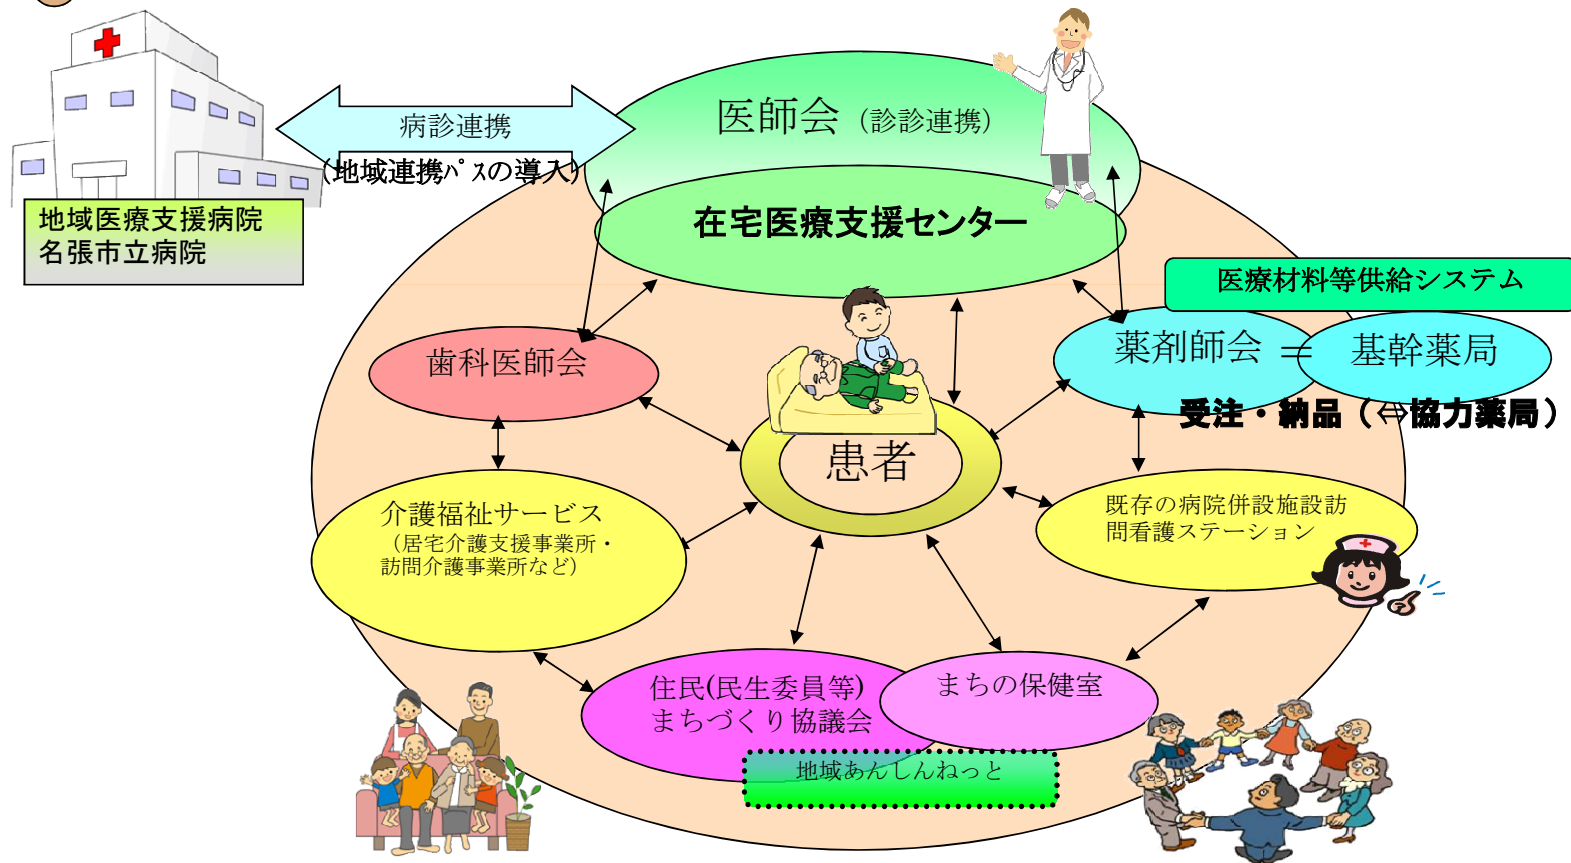 病診連携
（地域連携ﾊﾟｽの導入）
医師会（診診連携）
地域医療支援病院
名張市立病院
在宅医療支援センター
医療材料等供給システム
歯科医師会
薬剤師会＝基幹薬局
受注・納品（⇔協力薬局）
患者
介護福祉サービス
（居宅介護支援事業所・
訪問介護事業所など）
既存の病院併設施設訪
問看護ステーション
住民(民生委員等)
まちづくり協議会
まちの保健室
地域あんしんねっと